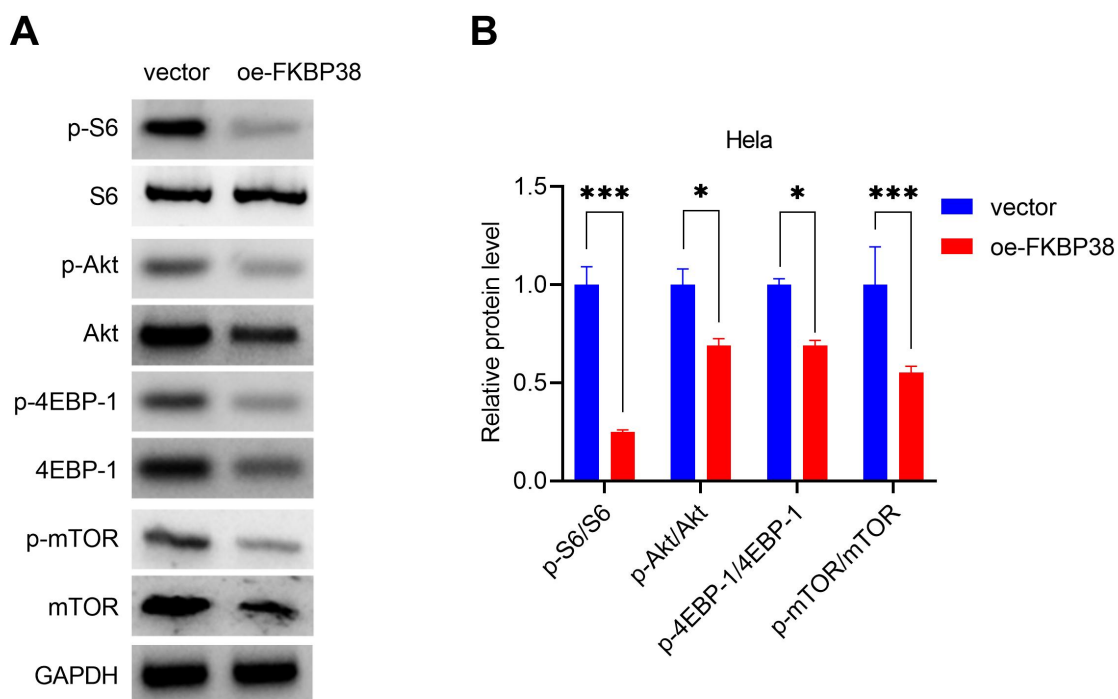 A
vector oe-FKBP38
p-S6
S6
p-Akt
Akt
p-4EBP-1
4EBP-1
p-mTOR
mTOR
GAPDH
B
Hela
Relative protein level
1.5
1.0
0.5
0.0
*** * * ***
vector
oe-FKBP38
p-S6/S6
p-Akt/Akt
p-4EBP-1/4EBP-1
p-mTOR/mTOR